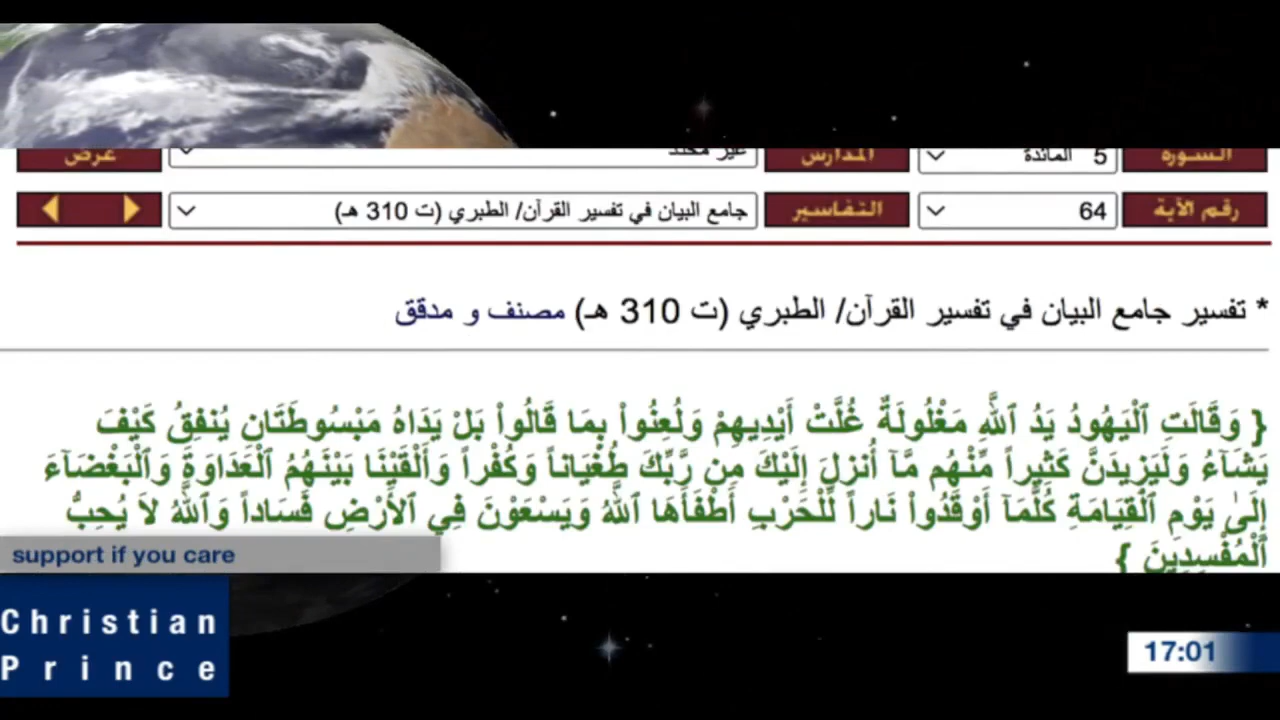 السورة 5 المائدة المدارس غير محدد عرض
رقم الآية 64 التفاسير جامع البيان في تفسير القرآن/ الطبري (ت 310 هـ)
* تفسير جامع البيان في تفسير القرآن/ الطبري (ت 310 هـ) مصنف و مدقق
{ وَقَالَتِ ٱلْيَهُودُ يَدُ ٱللَّهِ مَغْلُولَةٌ غُلَّتْ أَيْدِيهِمْ وَلُعِنُواْ بِمَا قَالُواْ بَلْ يَدَاهُ مَبْسُوطَتَانِ يُنفِقُ كَيْفَ
يَشَآءُ وَلَيَزِيدَنَّ كَثِيراً مِّنْهُم مَّآ أُنزِلَ إِلَيْكَ مِن رَّبِّكَ طُغْيَاناً وَكُفْراً وَأَلْقَيْنَا بَيْنَهُمُ ٱلْعَدَاوَةَ وَٱلْبَغْضَآءَ
إِلَىٰ يَوْمِ ٱلْقِيَامَةِ كُلَّمَآ أَوْقَدُواْ نَاراً لِّلْحَرْبِ أَطْفَأَهَا ٱللَّهُ وَيَسْعَوْنَ فِي ٱلأَرْضِ فَسَاداً وَٱللَّهُ لاَ يُحِبُّ
ٱلْمُفْسِدِينَ }
support if you care
Christian
Prince
17:01